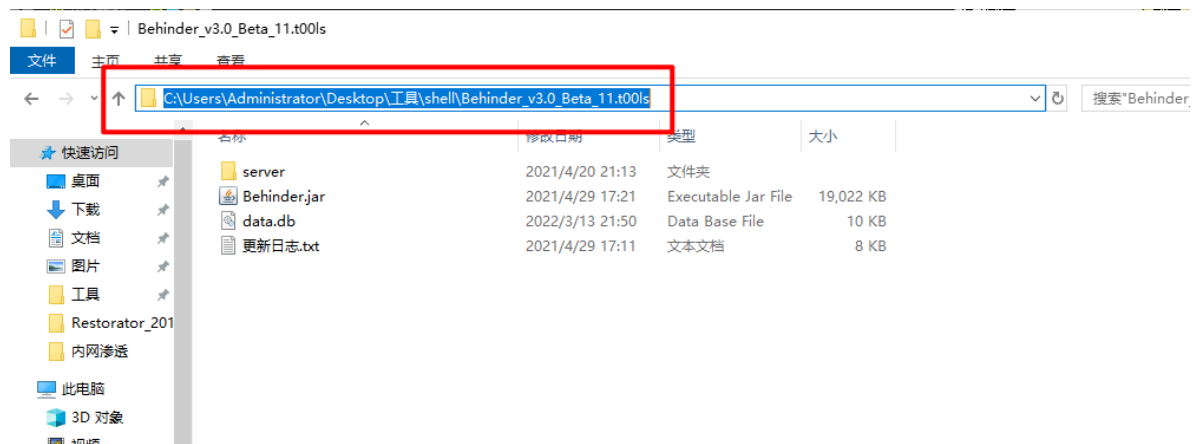 Behinder_v3.0_Beta_11.t00ls
文件 主页 共享 查看
C:\Users\Administrator\Desktop\工具\shell\Behinder_v3.0_Beta_11.t00ls 搜索"Behinder_
名称 修改日期 类型 大小
快速访问
server 2021/4/20 21:13 文件夹
桌面
Behinder.jar 2021/4/29 17:21 Executable Jar File 19,022 KB
下载
data.db 2022/3/13 21:50 Data Base File 10 KB
文档
更新日志.txt 2021/4/29 17:11 文本文档 8 KB
图片
工具
Restorator_201
内网渗透
此电脑
3D 对象
视频